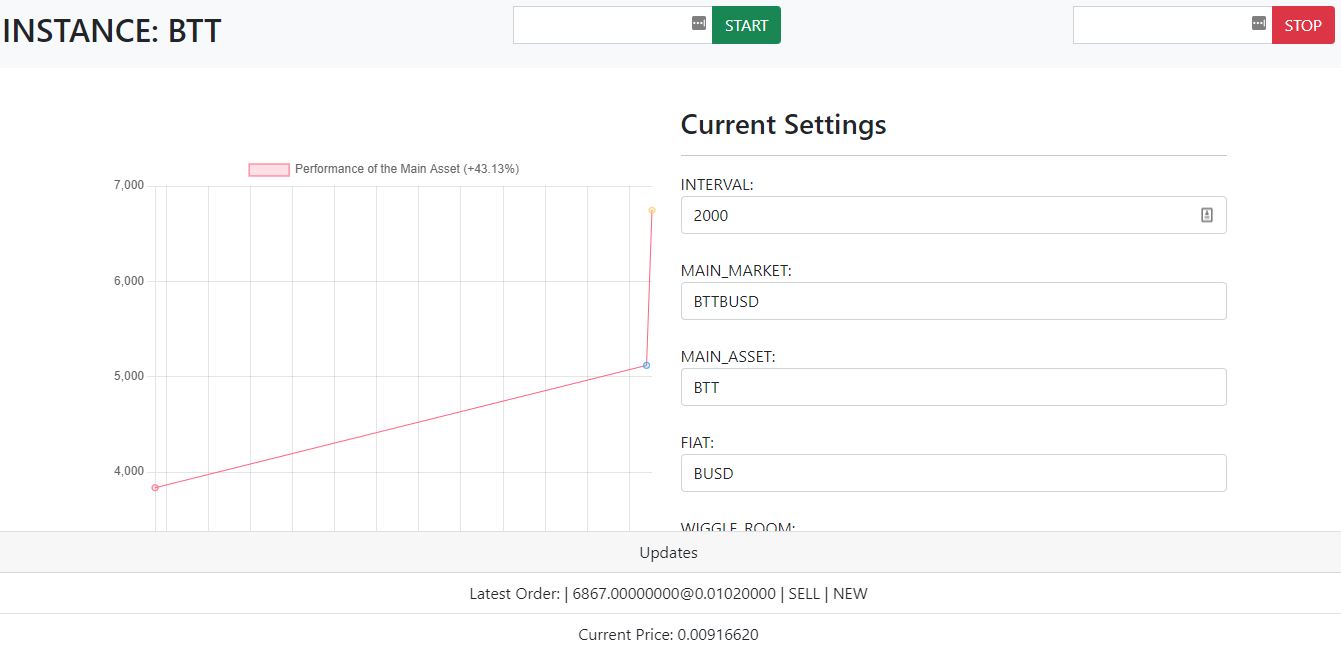 INSTANCE: BTT
START
STOP
Performance of the Main Asset (+43.13%)
7,000
6,000
5,000
4,000
Current Settings
INTERVAL:
2000
MAIN_MARKET:
BTTBUSD
MAIN_ASSET:
BTT
FIAT:
BUSD
WIGGLE_ROOM:
Updates
Latest Order: | 6867.00000000@0.01020000 | SELL | NEW
Current Price: 0.00916620